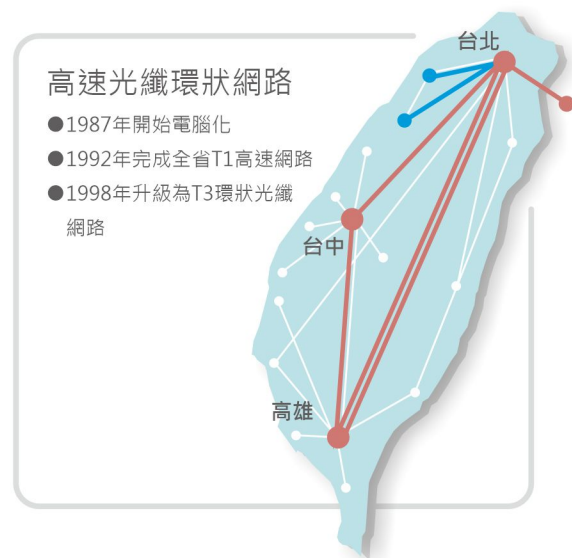 台北
高速光纖環狀網路
●1987年開始電腦化
●1992年完成全省T1高速網路
●1998年升級為T3環狀光纖
網路
台中
高雄